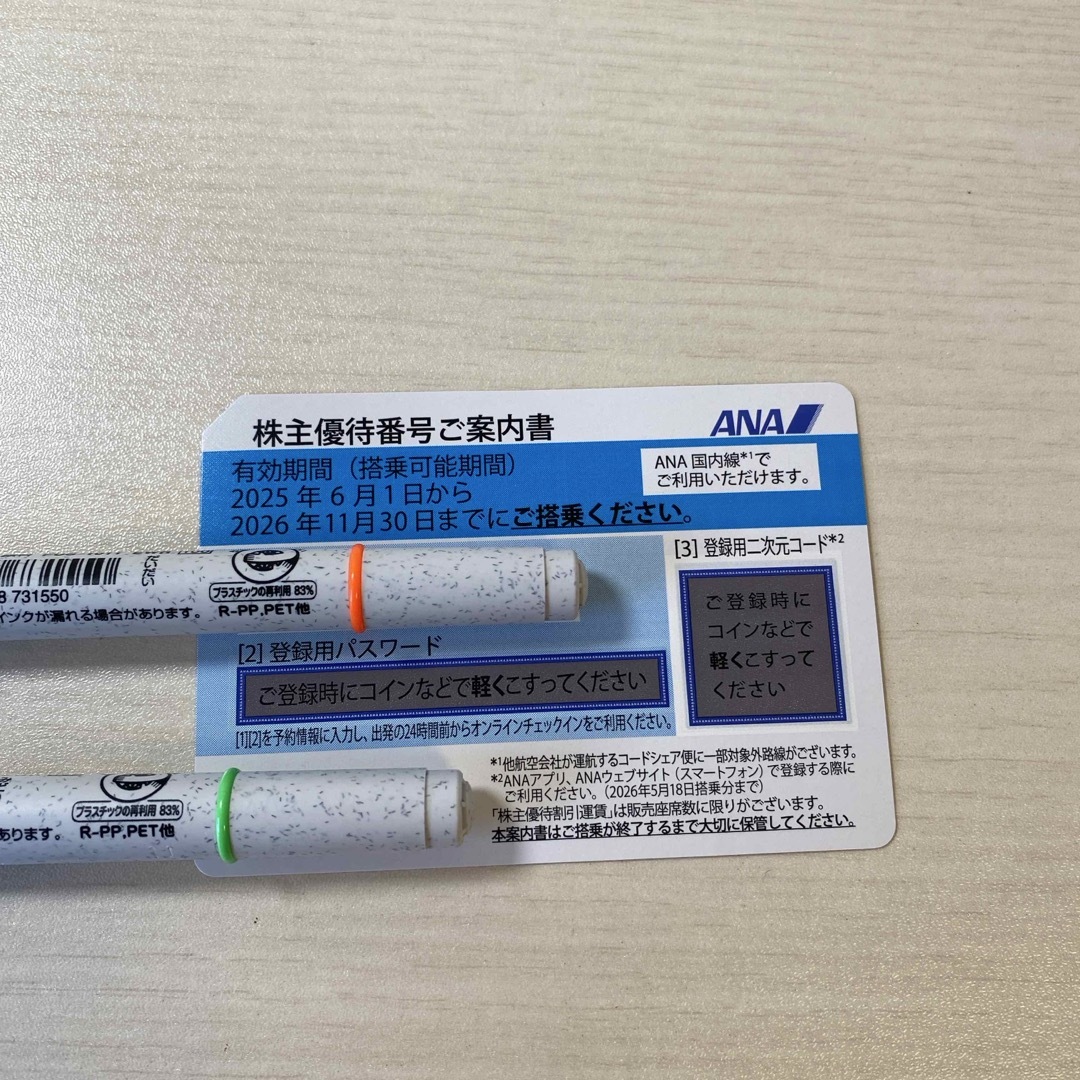 株主優待番号ご案内書
ANA
有効期間（搭乗可能期間）
2025年6月1日から
2026年11月30日までにご搭乗ください。
ANA国内線*1で
ご利用いただけます。
[3] 登録用二次元コード*2
ご登録時に
コインなどで
軽くこすって
ください
8 731550
インクが漏れる場合があります。
プラスチックの再利用 83%
R-PP,PET他
[2] 登録用パスワード
ご登録時にコインなどで軽くこすってください
[1][2]を予約情報に入力し、出発の24時間前からオンラインチェックインをご利用ください。
*1他航空会社が運航するコードシェア便に一部対象外路線がございます。
*2ANAアプリ、ANAウェブサイト（スマートフォン）で登録する際に
ご利用ください。（2026年5月18日搭乗分まで）
「株主優待割引運賃」は販売座席数に限りがございます。
本案内書はご搭乗が終了するまで大切に保管してください。
プラスチックの再利用 83%
R-PP,PET他
あります。